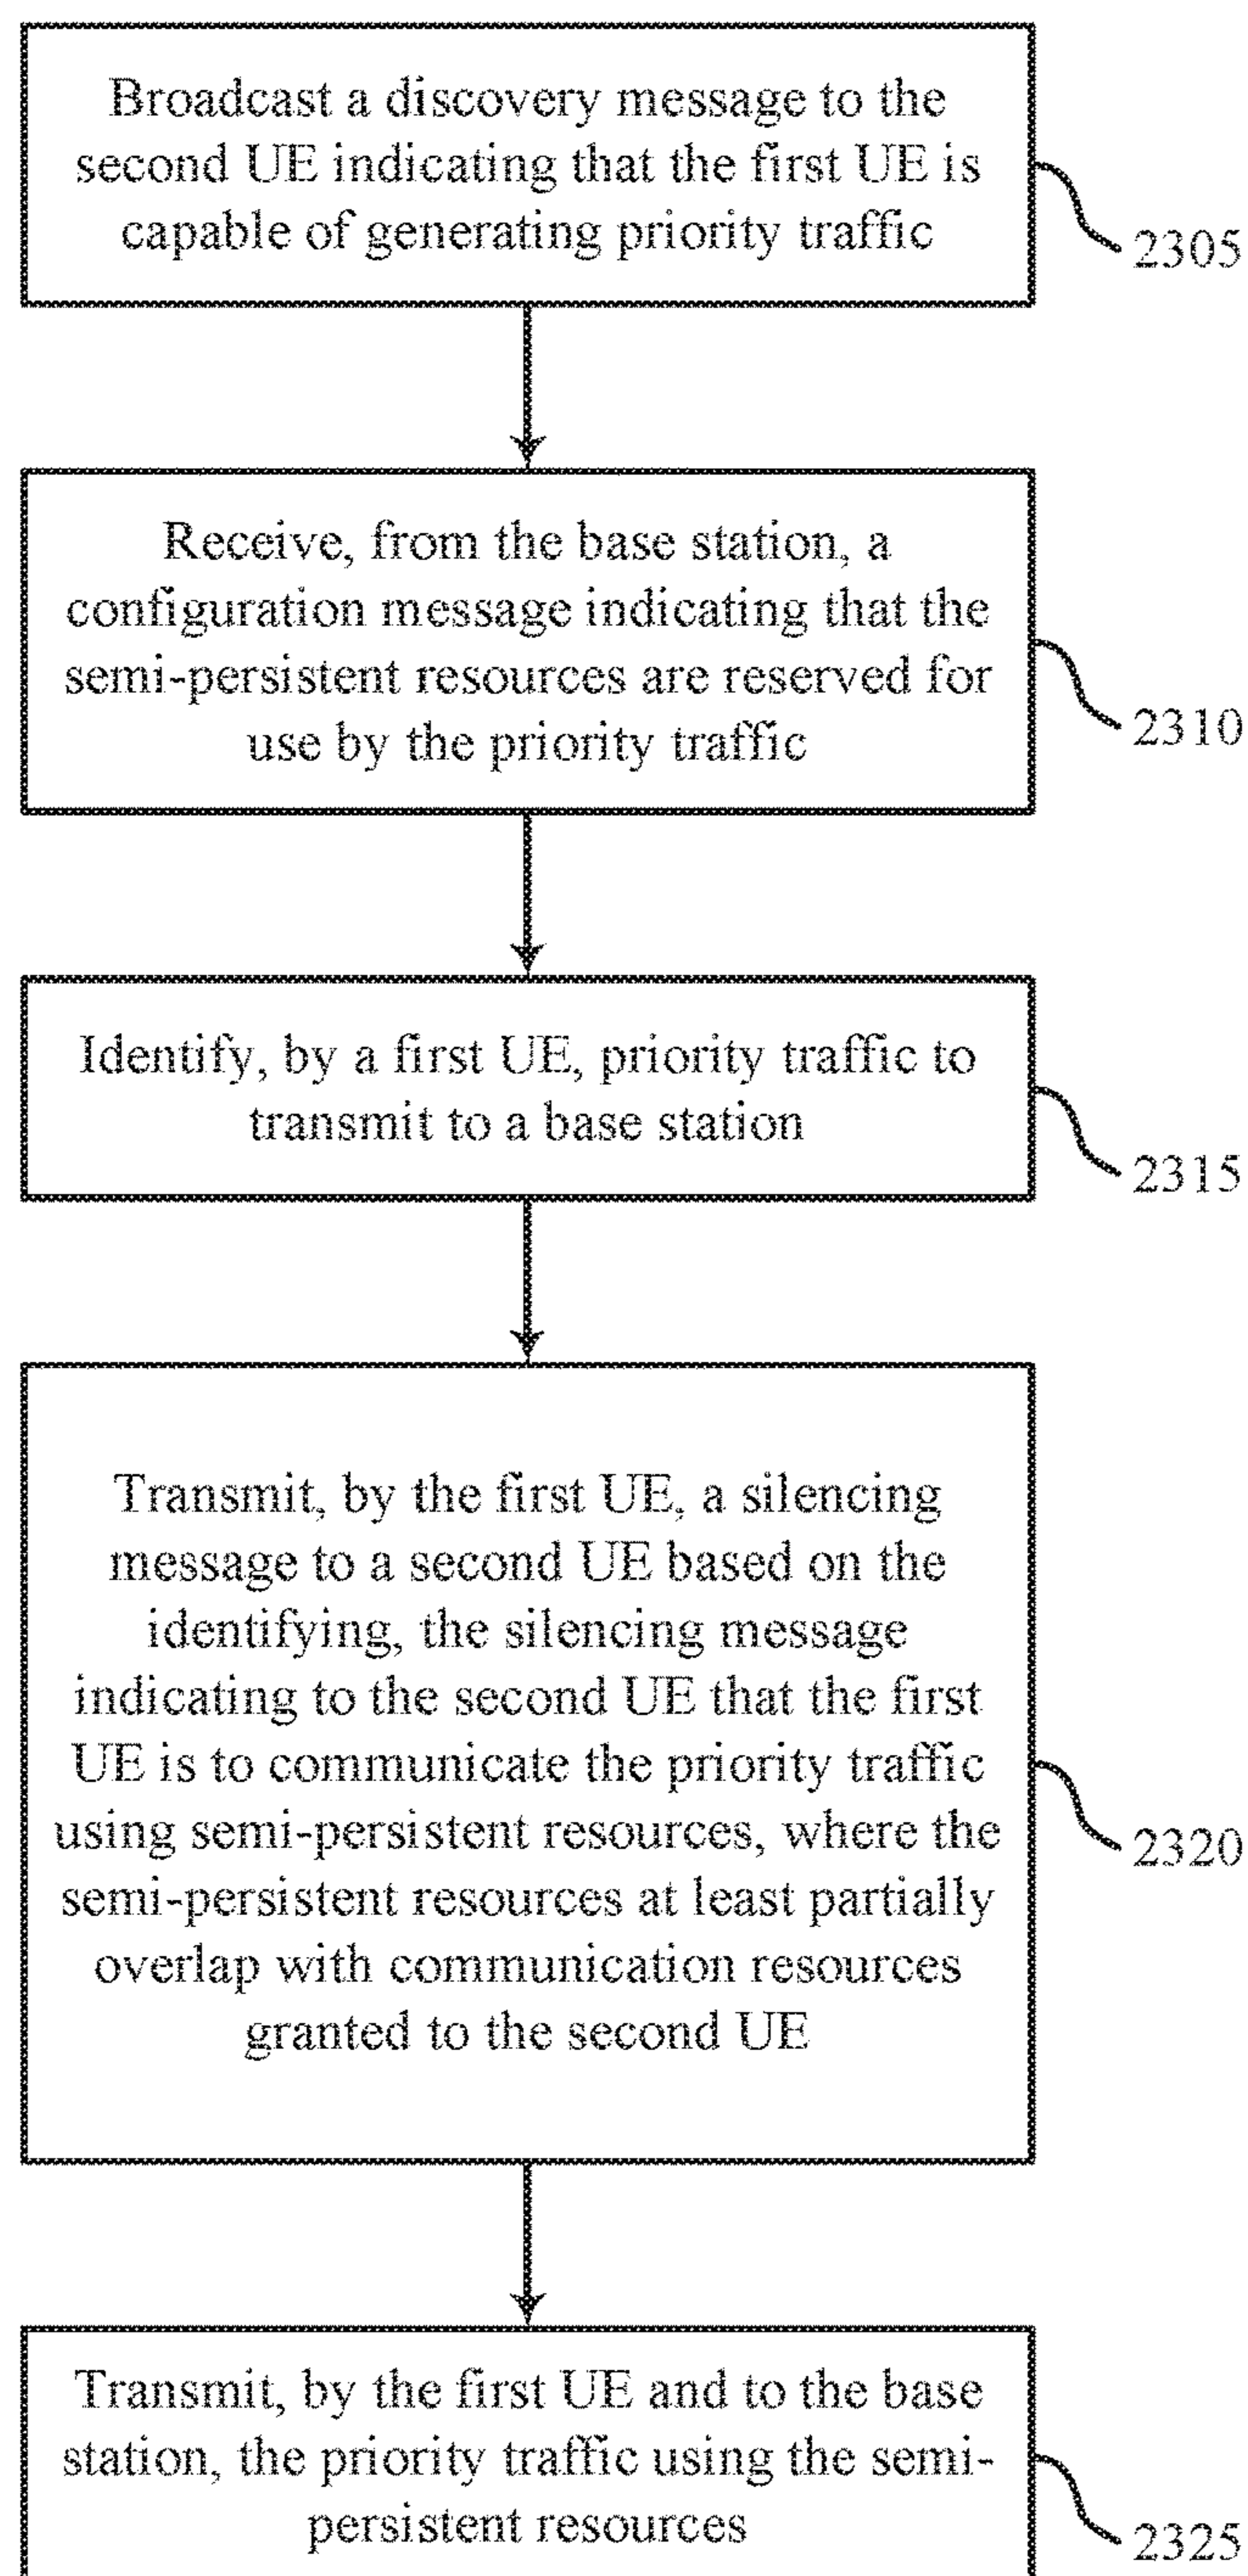 Broadcast a discovery message to the
second UE indicating that the first UE is
capable of generating priority traffic
2305
Receive, from the base station, a
configuration message indicating that the
semi-persistent resources are reserved for
use by the priority traffic
2310
Identify, by a first UE, priority traffic to
transmit to a base station
2315
Transmit, by the first UE, a silencing
message to a second UE based on the
identifying, the silencing message
indicating to the second UE that the first
UE is to communicate the priority traffic
using semi-persistent resources, where the
semi-persistent resources at least partially
overlap with communication resources
granted to the second UE
2320
Transmit, by the first UE and to the base
station, the priority traffic using the semi-
persistent resources
2325